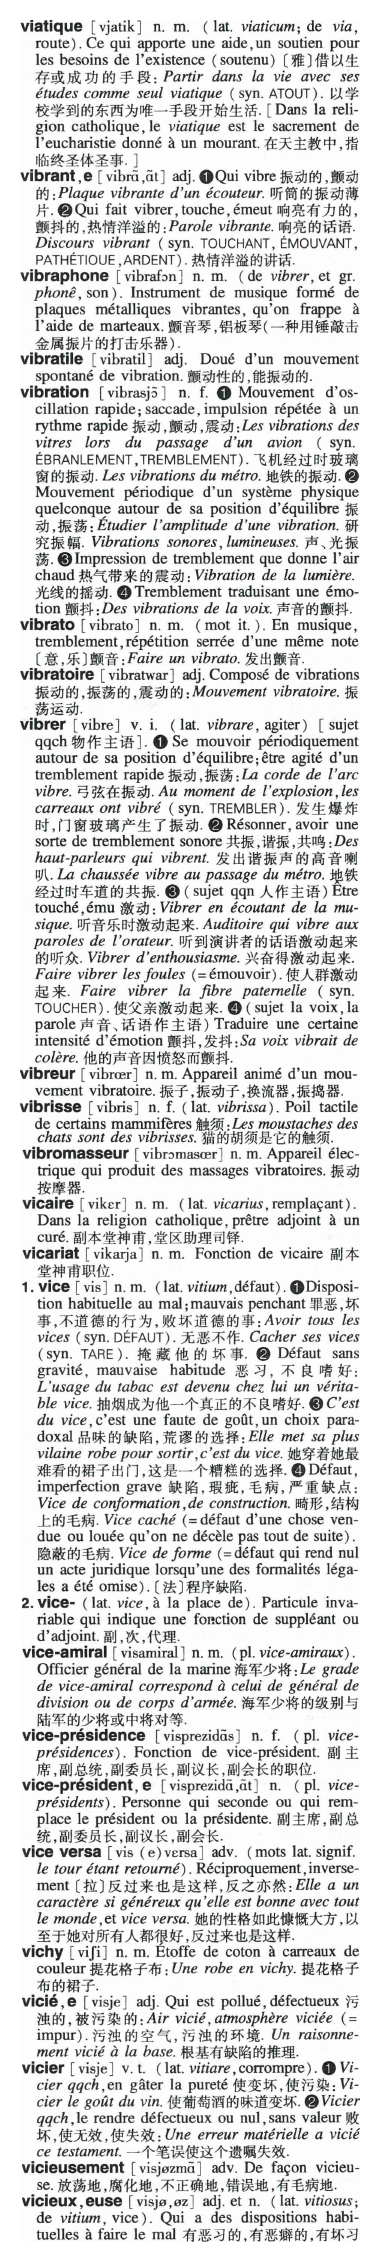 viatique [vjatik] n. m. (lat. viaticum; de via,
route). Ce qui apporte une aide,un soutien pour
les besoins de l'existence (soutenu)〔雅〕借以生
存或成功的手段: Partir dans la vie avec ses
études comme seul viatique (syn. ATOUT). 以学
校学到的东西为唯一手段开始生活. [Dans la reli-
gion catholique, le viatique est le sacrement de
l'eucharistie donné à un mourant. 在天主教中,指
临终圣体圣事. ]
vibrant,e [vibrɑ̃,ɑ̃t] adj. ❶Qui vibre 振动的,颤动
的:Plaque vibrante d'un écouteur. 听筒的振动薄
片. ❷Qui fait vibrer,touche,émeut 响亮有力的,
颤抖的,热情洋溢的:Parole vibrante. 响亮的话语.
Discours vibrant (syn. TOUCHANT, ÉMOUVANT,
PATHÉTIQUE,ARDENT). 热情洋溢的讲话.
vibraphone [vibrafɔn] n. m. (de vibrer, et gr.
phonê, son). Instrument de musique formé de
plaques métalliques vibrantes, qu'on frappe à
l'aide de marteaux. 颤音琴,铝板琴(一种用锤敲击
金属振片的打击乐器).
vibratile [vibratil] adj. Doué d'un mouvement
spontané de vibration. 颤动性的,能振动的.
vibration [vibrasjɔ̃] n. f. ❶ Mouvement d'os-
cillation rapide; saccade, impulsion répétée à un
rythme rapide 振动,颤动,震动:Les vibrations des
vitres lors du passage d'un avion (syn.
ÉBRANLEMENT,TREMBLEMENT). 飞机经过时玻璃
窗的振动. Les vibrations du métro. 地铁的振动. ❷
Mouvement périodique d'un système physique
quelconque autour de sa position d'équilibre 振
动,振荡:Étudier l'amplitude d'une vibration. 研
究振幅. Vibrations sonores, lumineuses. 声、光振
荡. ❸Impression de tremblement que donne l'air
chaud 热气带来的震动:Vibration de la lumière.
光线的摇动. ❹ Tremblement traduisant une émo-
tion 颤抖:Des vibrations de la voix. 声音的颤抖.
vibrato [vibrato] n. m. (mot it. ). En musique,
tremblement,répétition serrée d'une même note
〔意,乐〕颤音:Faire un vibrato. 发出颤音.
vibratoire [vibratwar] adj. Composé de vibrations
振动的,振荡的,震动的:Mouvement vibratoire. 振
荡运动.
vibrer [vibre] v. i. (lat. vibrare, agiter) [ sujet
qqch 物作主语]. ❶ Se mouvoir périodiquement
autour de sa position d'équilibre;être agité d'un
tremblement rapide 振动,振荡:La corde de l'arc
vibre. 弓弦在振动. Au moment de l'explosion,les
carreaux ont vibré (syn. TREMBLER). 发生爆炸
时,门窗玻璃产生了振动. ❷ Résonner, avoir une
sorte de tremblement sonore 共振,谐振,共鸣:Des
haut-parleurs qui vibrent. 发出谐振声的高音喇
叭. La chaussée vibre au passage du métro. 地铁
经过时车道的共振. ❸ (sujet qqn 人作主语) Être
touché,ému 激动:Vibrer en écoutant de la mu-
sique. 听音乐时激动起来. Auditoire qui vibre aux
paroles de l'orateur. 听到演讲者的话语激动起来
的听众. Vibrer d'enthousiasme. 兴奋得激动起来.
Faire vibrer les foules (=émouvoir). 使人群激动
起来. Faire vibrer la fibre paternelle (syn.
TOUCHER). 使父亲激动起来. ❹(sujet la voix,la
parole 声音、话语作主语) Traduire une certaine
intensité d'émotion 颤抖,发抖:Sa voix vibrait de
colère. 他的声音因愤怒而颤抖.
vibreur [vibrœr] n. m. Appareil animé d'un mou-
vement vibratoire. 振子,振动子,换流器,振捣器.
vibrisse [vibris] n. f. (lat. vibrissa). Poil tactile
de certains mammifères 触须:Les moustaches des
chats sont des vibrisses. 猫的胡须是它的触须.
vibromasseur [vibrɔmasœr] n. m. Appareil élec-
trique qui produit des massages vibratoires. 振动
按摩器.
vicaire [vikɛr] n. m. (lat. vicarius,remplaçant).
Dans la religion catholique, prêtre adjoint à un
curé. 副本堂神甫,堂区助理司铎.
vicariat [vikarja] n. m. Fonction de vicaire 副本
堂神甫职位.
1. vice [vis] n. m. (lat. vitium,défaut). ❶Disposi-
tion habituelle au mal;mauvais penchant 罪恶,坏
事,不道德的行为,败坏道德的事:Avoir tous les
vices (syn. DÉFAUT). 无恶不作. Cacher ses vices
(syn. TARE). 掩藏他的坏事. ❷ Défaut sans
gravité, mauvaise habitude 恶习,不良嗜好:
L'usage du tabac est devenu chez lui un vérita-
ble vice. 抽烟成为他一个真正的不良嗜好. ❸ C'est
du vice,c'est une faute de goût,un choix para-
doxal 品味的缺陷,荒谬的选择:Elle met sa plus
vilaine robe pour sortir,c'est du vice. 她穿着她最
难看的裙子出门,这是一个糟糕的选择. ❹Défaut,
imperfection grave 缺陷,瑕疵,毛病,严重缺点:
Vice de conformation,de construction. 畸形,结构
上的毛病. Vice caché (=défaut d'une chose ven-
due ou louée qu'on ne décèle pas tout de suite).
隐蔽的毛病. Vice de forme (=défaut qui rend nul
un acte juridique lorsqu'une des formalités léga-
les a été omise).〔法〕程序缺陷.
2. vice- (lat. vice,à la place de). Particule inva-
riable qui indique une fonction de suppléant ou
d'adjoint. 副,次,代理.
vice-amiral [visamiral] n. m. (pl. vice-amiraux).
Officier général de la marine 海军少将:Le grade
de vice-amiral correspond à celui de général de
division ou de corps d'armée. 海军少将的级别与
陆军的少将或中将对等.
vice-présidence [visprezidɑ̃s] n. f. (pl. vice-
présidences). Fonction de vice-président. 副主
席,副总统,副委员长,副议长,副会长的职位.
vice-président, e [visprezidɑ̃,ɑ̃t] n. (pl. vice-
présidents). Personne qui seconde ou qui rem-
place le président ou la présidente. 副主席,副总
统,副委员长,副议长,副会长.
vice versa [vis (e)vɛrsa] adv. (mots lat. signif.
le tour étant retourné). Réciproquement,inverse-
ment〔拉〕反过来也是这样,反之亦然:Elle a un
caractère si généreux qu'elle est bonne avec tout
le monde,et vice versa. 她的性格如此慷慨大方,以
至于她对所有人都很好,反过来也是这样.
vichy [viʃi] n. m. Étoffe de coton à carreaux de
couleur 提花格子布:Une robe en vichy. 提花格子
布的裙子.
vicié,e [visje] adj. Qui est pollué,défectueux 污
浊的,被污染的:Air vicié,atmosphère viciée (=
impur). 污浊的空气,污浊的环境. Un raisonne-
ment vicié à la base. 根基有缺陷的推理.
vicier [visje] v. t. (lat. vitiare,corrompre). ❶ Vi-
cier qqch,en gâter la pureté 使变坏,使污染:Vi-
cier le goût du vin. 使葡萄酒的味道变坏. ❷Vicier
qqch,le rendre défectueux ou nul,sans valeur 败
坏,使无效,使失效:Une erreur matérielle a vicié
ce testament. 一个笔误使这个遗嘱失效.
vicieusement [visjøzmɑ̃] adv. De façon vicieu-
se. 放荡地,腐化地,不正确地,错误地,有毛病地.
vicieux,euse [visjø,øz] adj. et n. (lat. vitiosus;
de vitium, vice). Qui a des dispositions habi-
tuelles à faire le mal 有恶习的,有恶癖的,有坏习